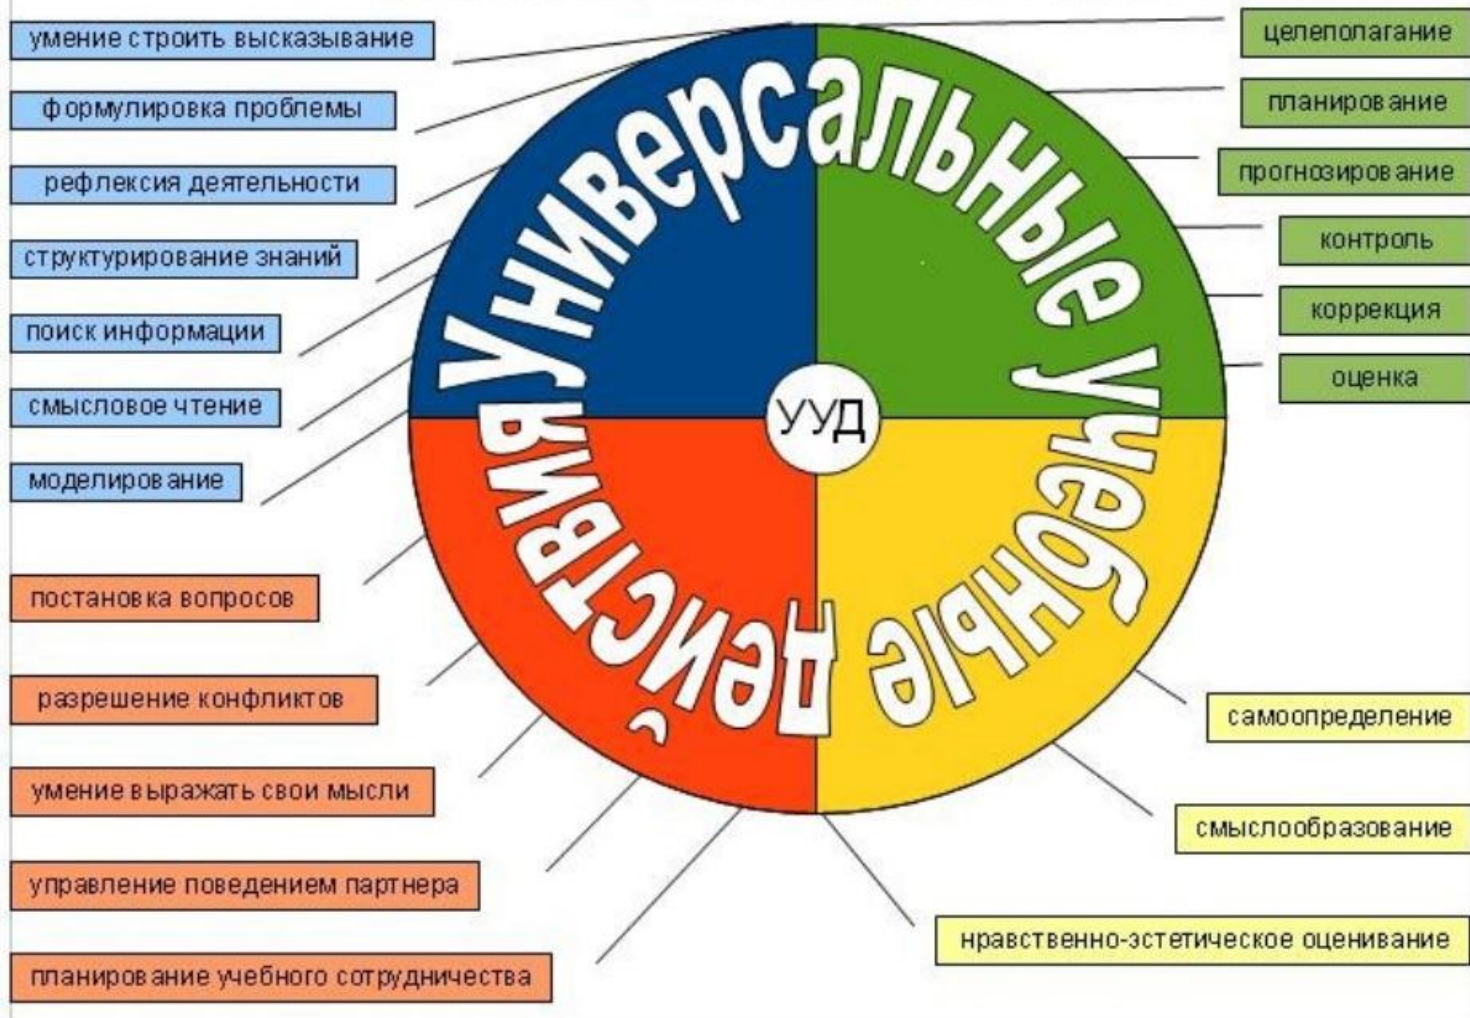 умение строить высказывание
формулировка проблемы
рефлексия деятельности
структурирование знаний
поиск информации
смысловое чтение
моделирование
постановка вопросов
разрешение конфликтов
умение выражать свои мысли
управление поведением партнера
планирование учебного сотрудничества
Универсальные учебные действия
УУД
целеполагание
планирование
прогнозирование
контроль
коррекция
оценка
самоопределение
смыслообразование
нравственно-эстетическое оценивание